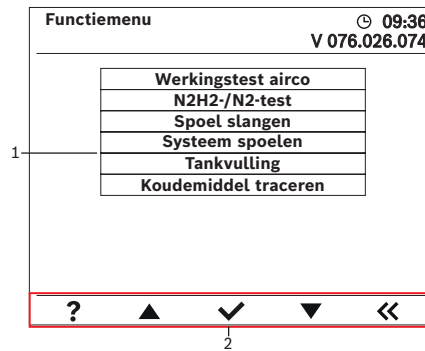 Functiemenu 09:36
V 076.026.074
Werkingstest airco
N2H2-/N2-test
Spoel slangen
Systeem spoelen
Tankvulling
Koudemiddel traceren
1
?
2